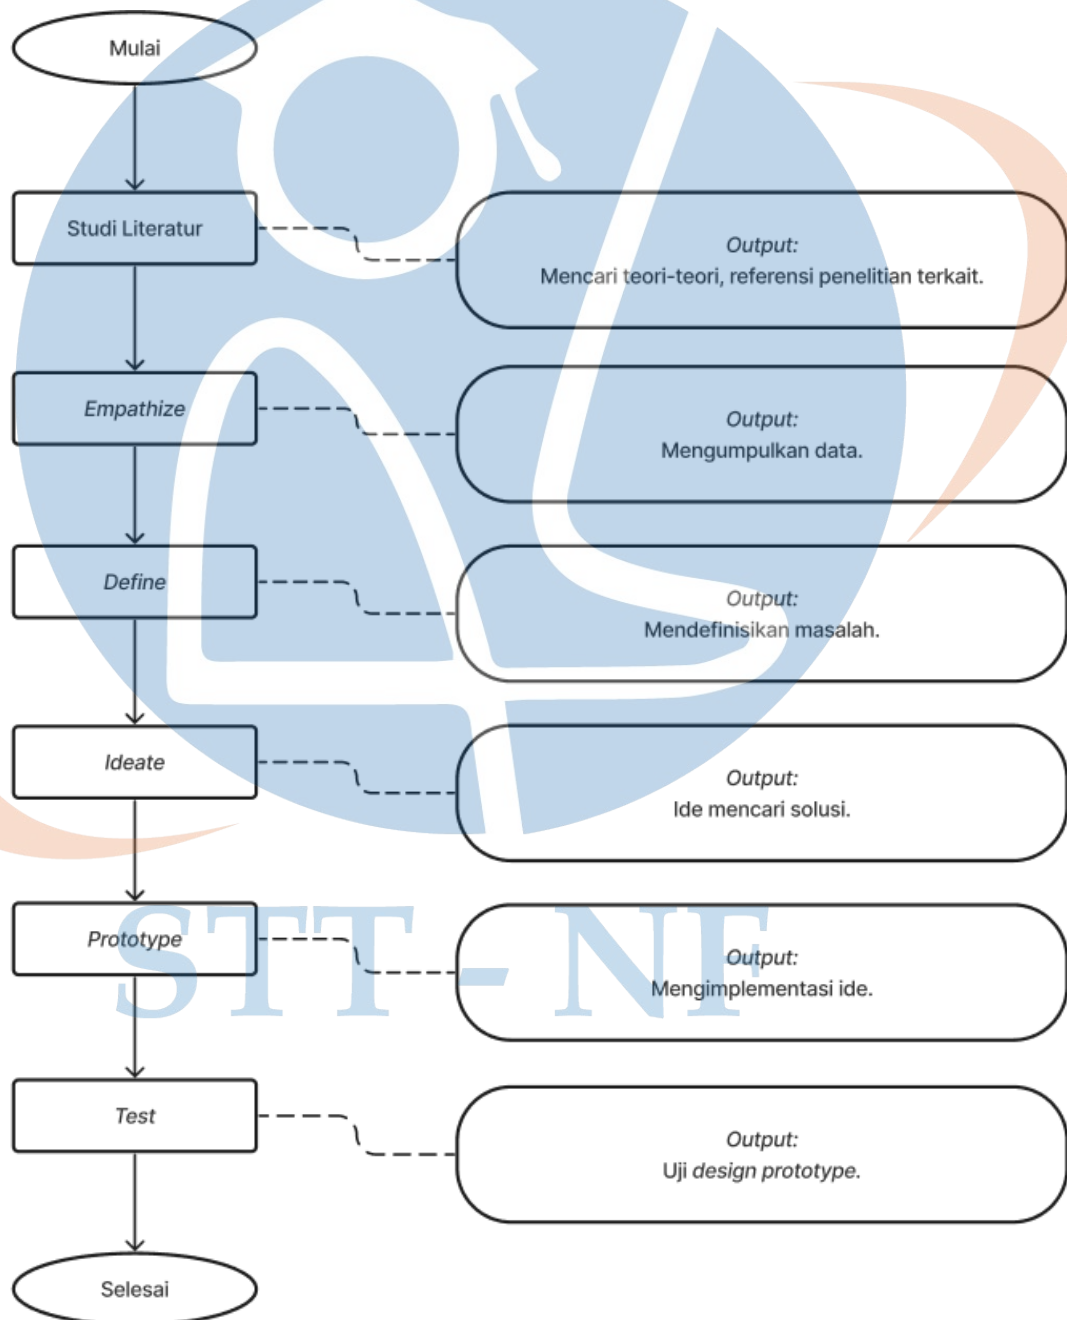 Mulai
Studi Literatur
Output:
Mencari teori-teori, referensi penelitian terkait.
Empathize
Output:
Mengumpulkan data.
Define
Output:
Mendefinisikan masalah.
Ideate
Output:
Ide mencari solusi.
Prototype
Output:
Mengimplementasi ide.
STT - NF
Test
Output:
Uji design prototype.
Selesai